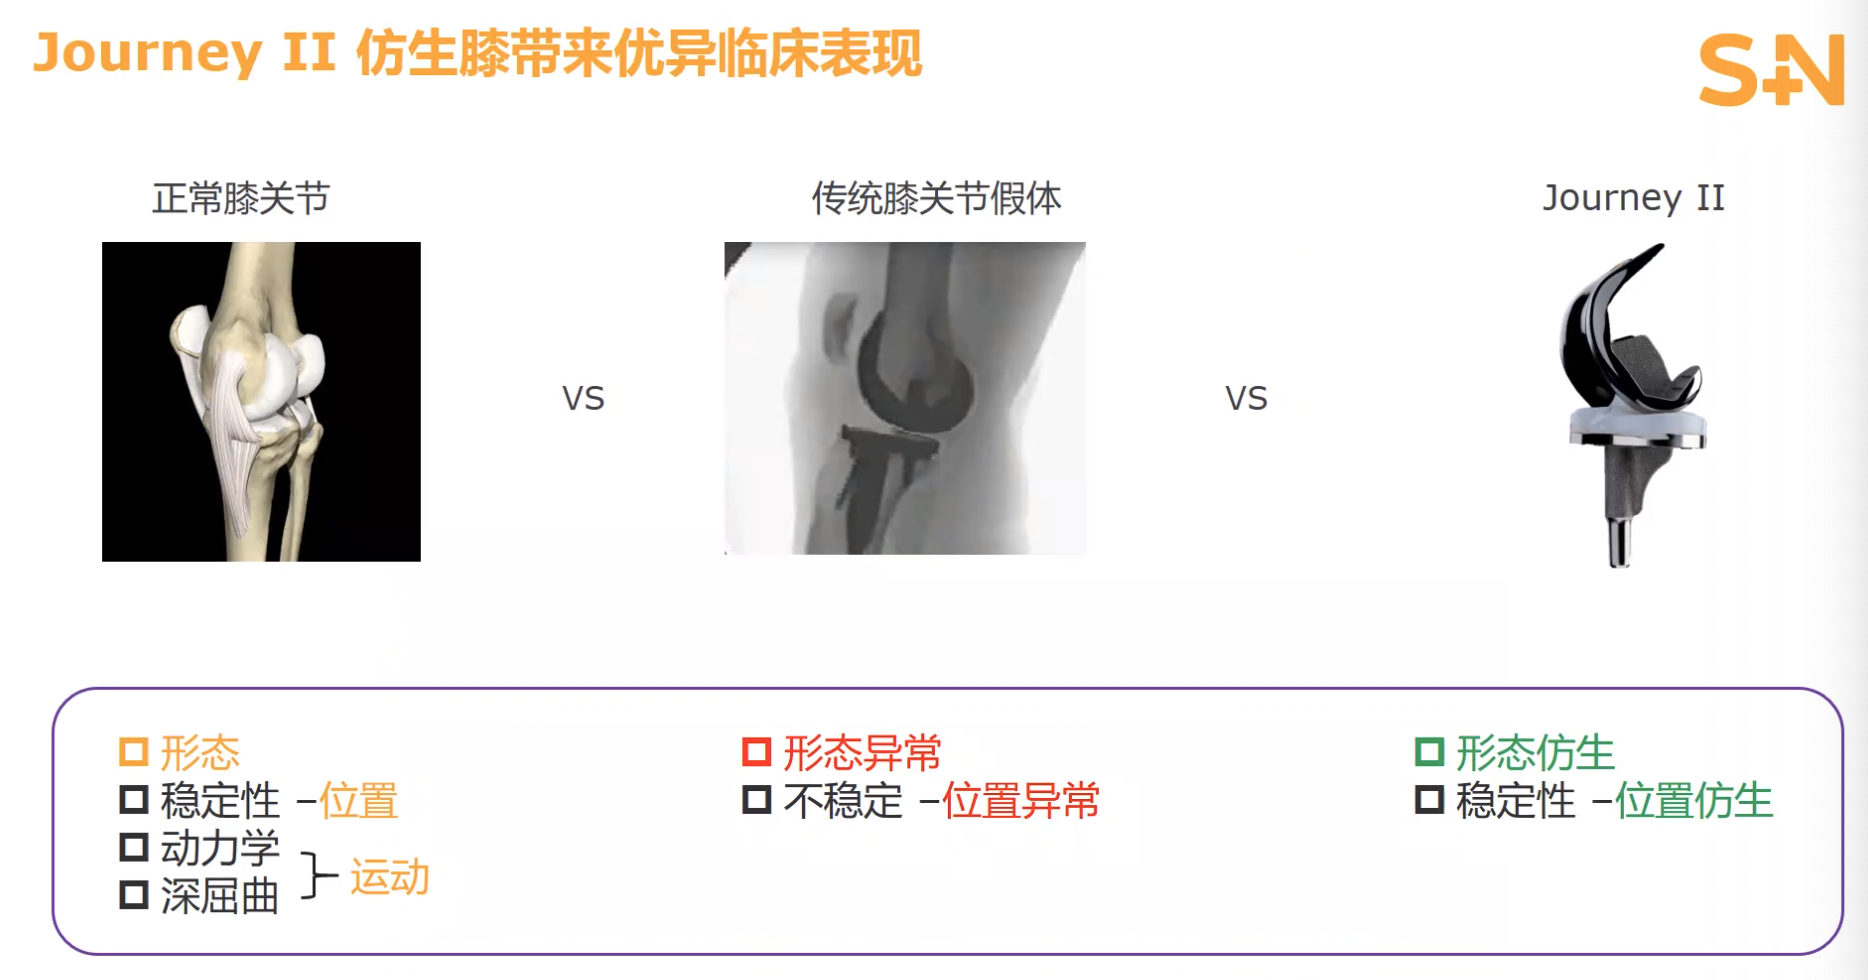 Journey II 仿生膝带来优异临床表现
S+N
正常膝关节
传统膝关节假体
Journey II
VS
VS
形态
稳定性 –位置
动力学
深屈曲
运动
形态异常
不稳定 –位置异常
形态仿生
稳定性 –位置仿生